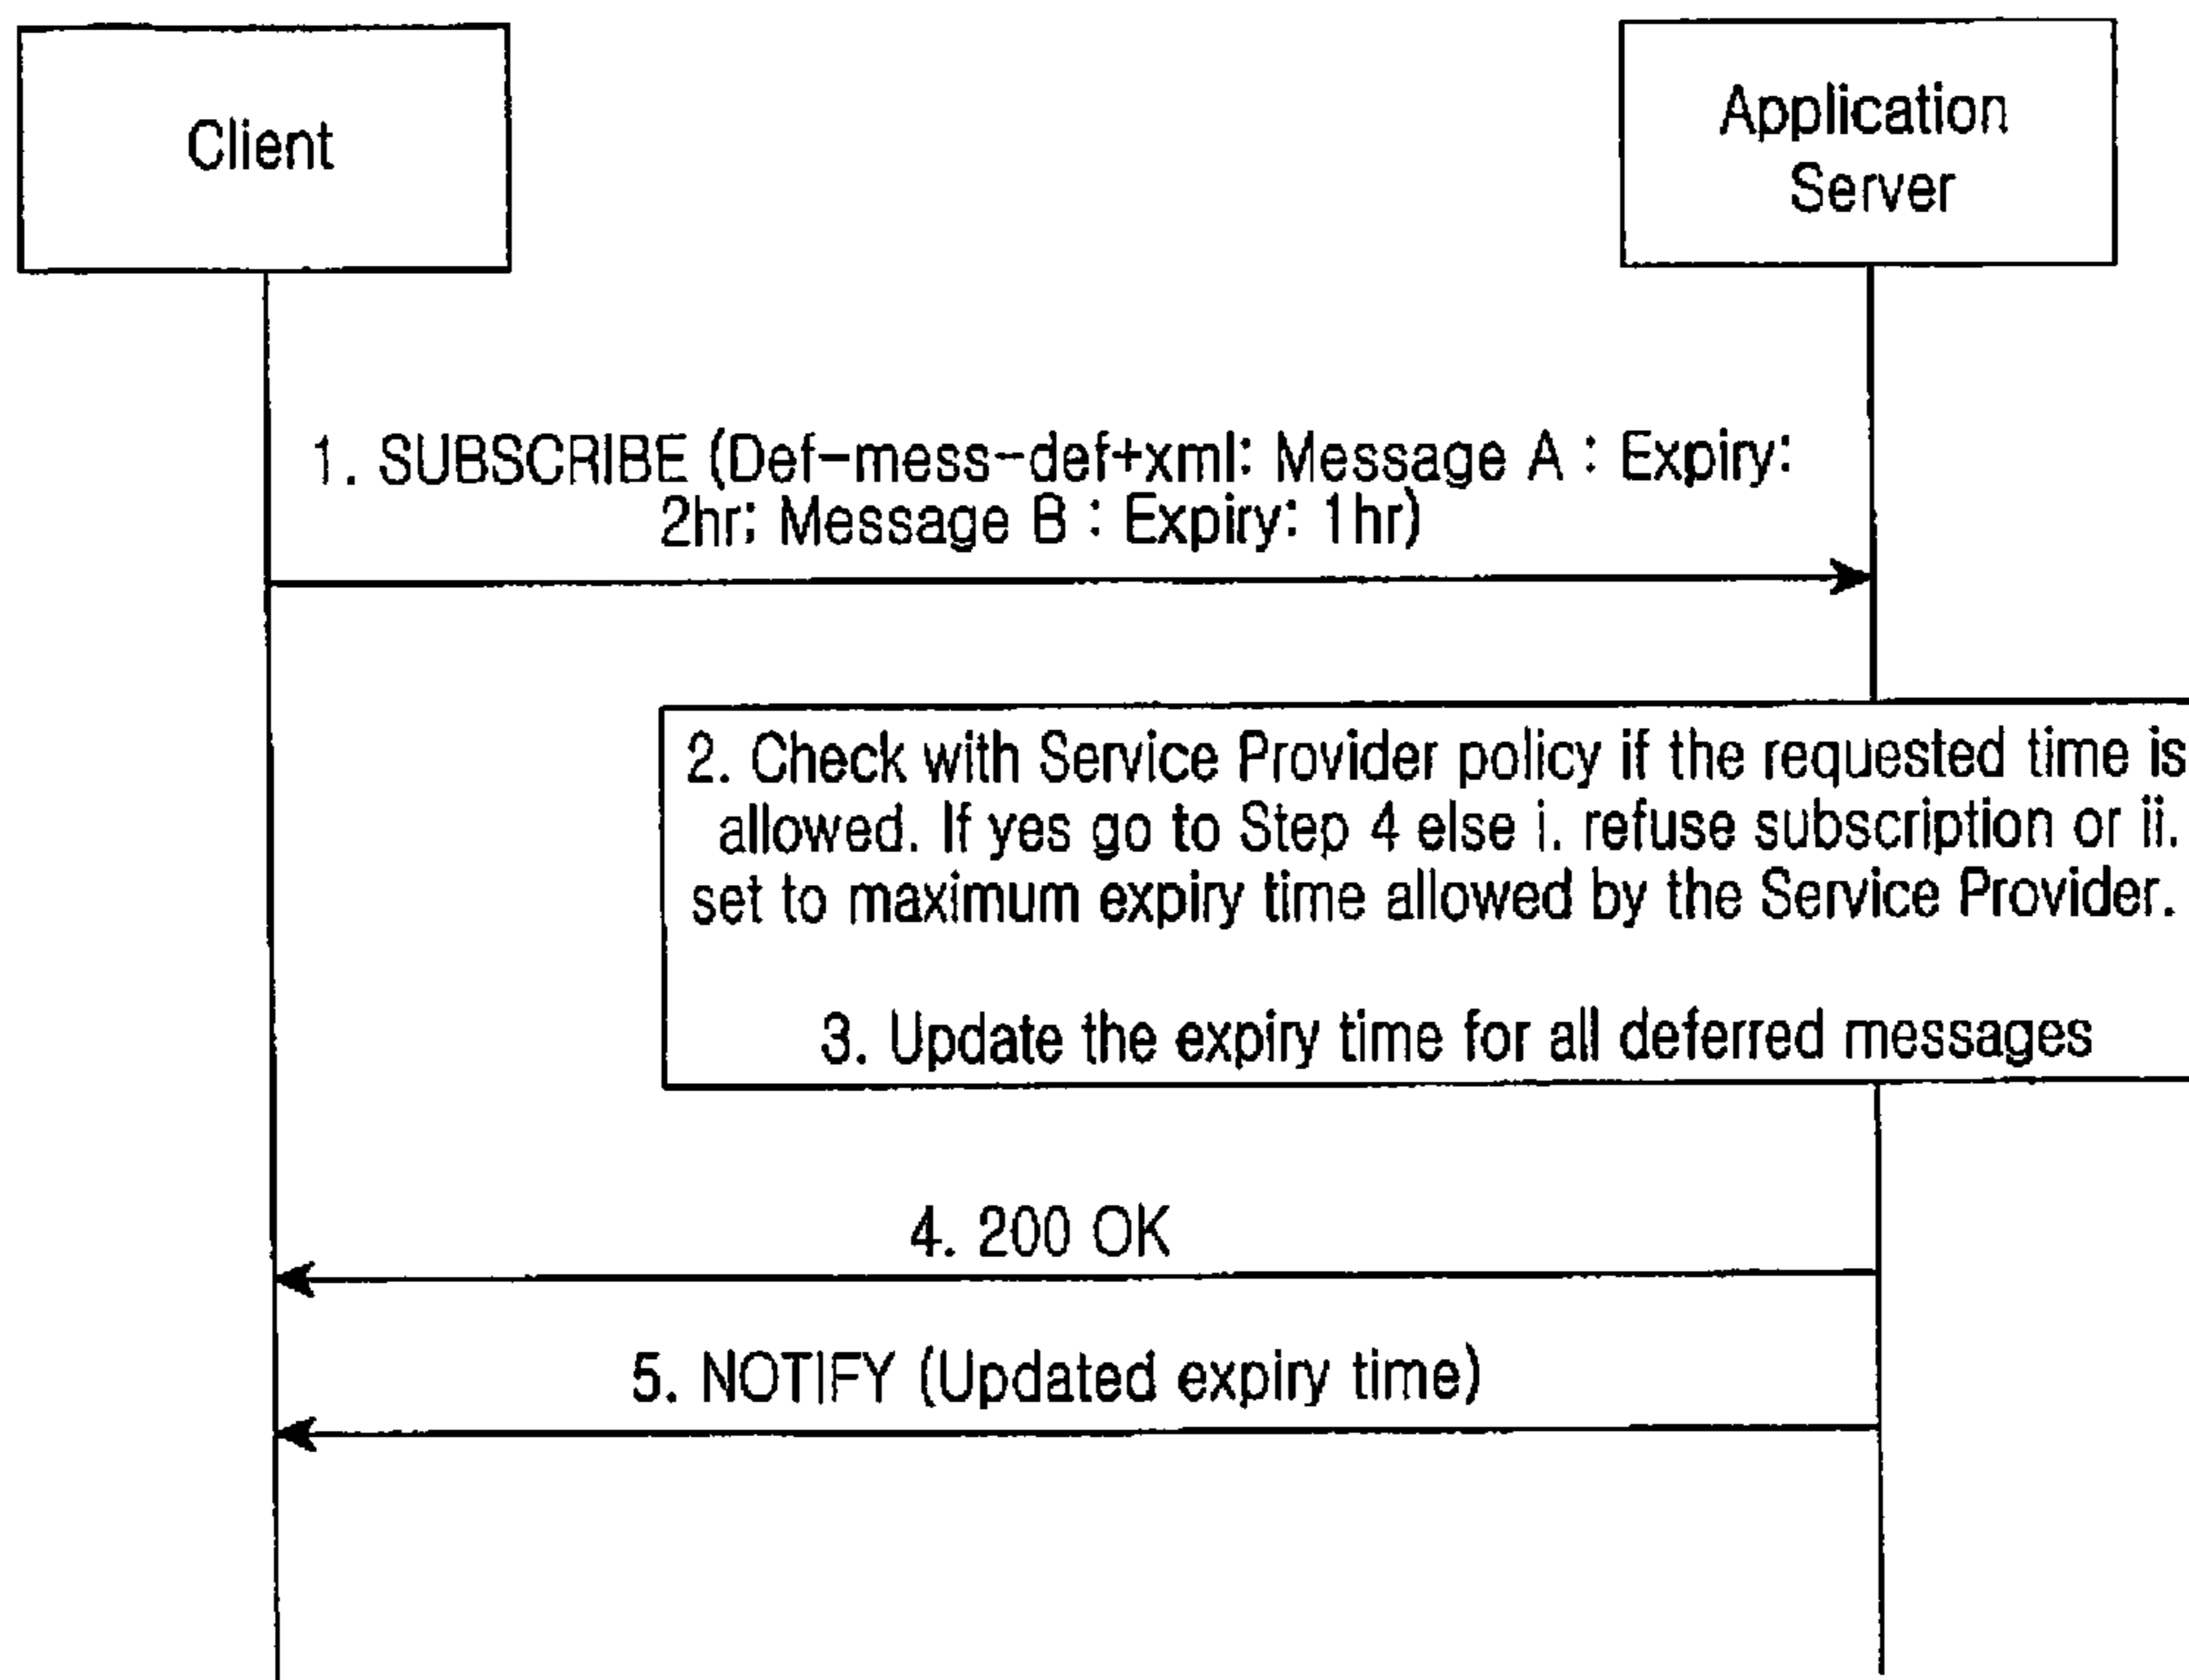 Client
Application
Server
1. SUBSCRIBE (Def-mess-def+xml: Message A : Expiry:
2hr; Message B : Expiry: 1hr)
2. Check with Service Provider policy if the requested time is
allowed. If yes go to Step 4 else i. refuse subscription or ii.
set to maximum expiry time allowed by the Service Provider.
3. Update the expiry time for all deferred messages
4. 200 OK
5. NOTIFY (Updated expiry time)